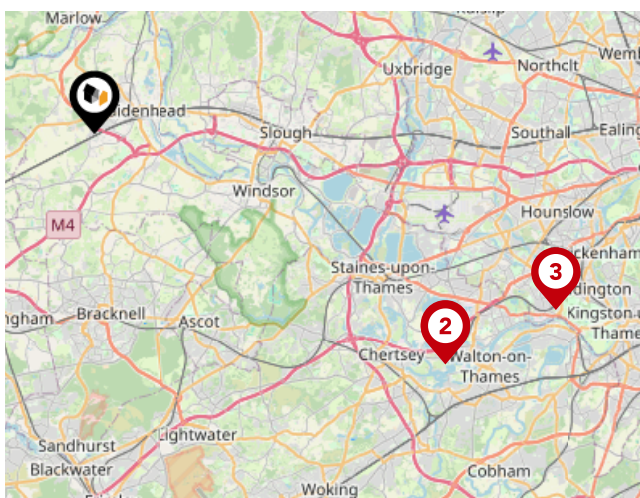 Marlow
Uxbridge
Northolt
Wemb
idenhead
Slough
Southall
Ealing
Windsor
M4
Hounslow
Staines-upon-
Thames
ckenham
3
dington
ngham
Bracknell
Ascot
2
Kingston-u
Thame
Chertsey
Walton-on-
Thames
Lightwater
Sandhurst
Blackwater
Cobham
Woking